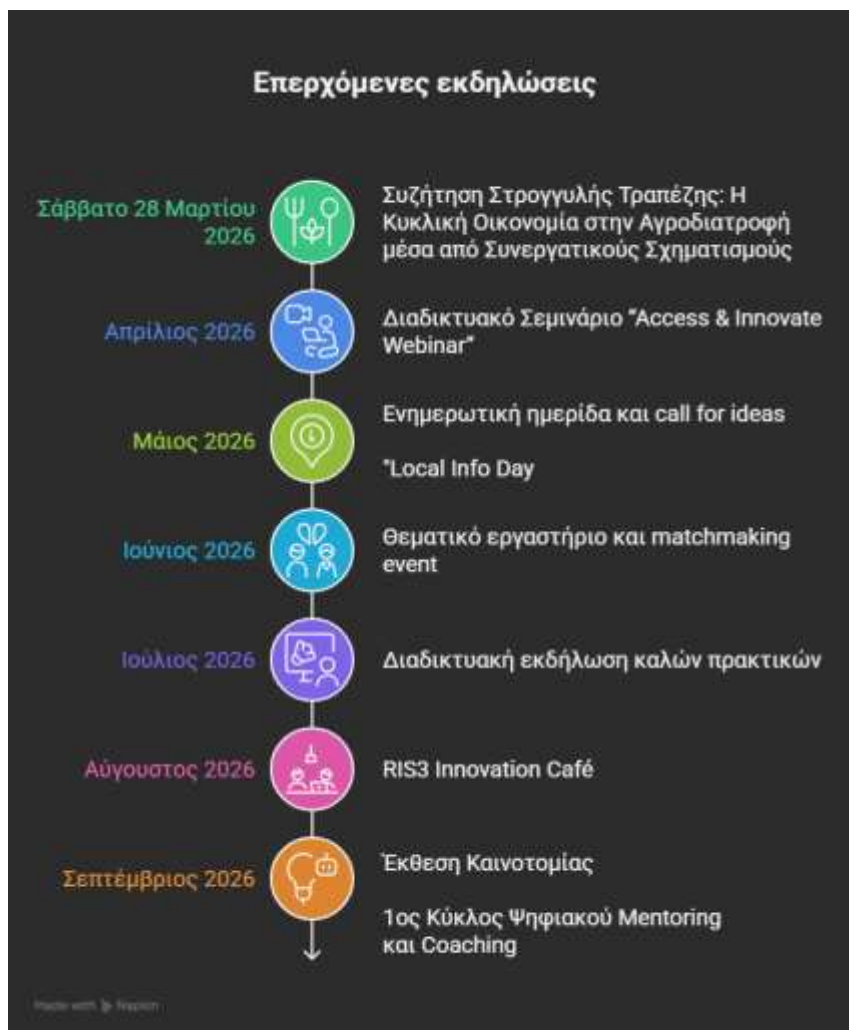 Επερχόμενες εκδηλώσεις
Σάββατο 28 Μαρτίου
2026
Συζήτηση Στρογγυλής Τραπέζης: Η
Κυκλική Οικονομία στην Αγροδιατροφή
μέσα από Συνεργατικούς Σχηματισμούς
Απρίλιος 2026
Διαδικτυακό Σεμινάριο “Access & Innovate
Webinar”
Μάιος 2026
Ενημερωτική ημερίδα και call for ideas
"Local Info Day
Ιούνιος 2026
Θεματικό εργαστήριο και matchmaking
event
Ιούλιος 2026
Διαδικτυακή εκδήλωση καλών πρακτικών
Αύγουστος 2026
RIS3 Innovation Café
Σεπτέμβριος 2026
Έκθεση Καινοτομίας
1ος Κύκλος Ψηφιακού Mentoring
και Coaching
Made with Napkin